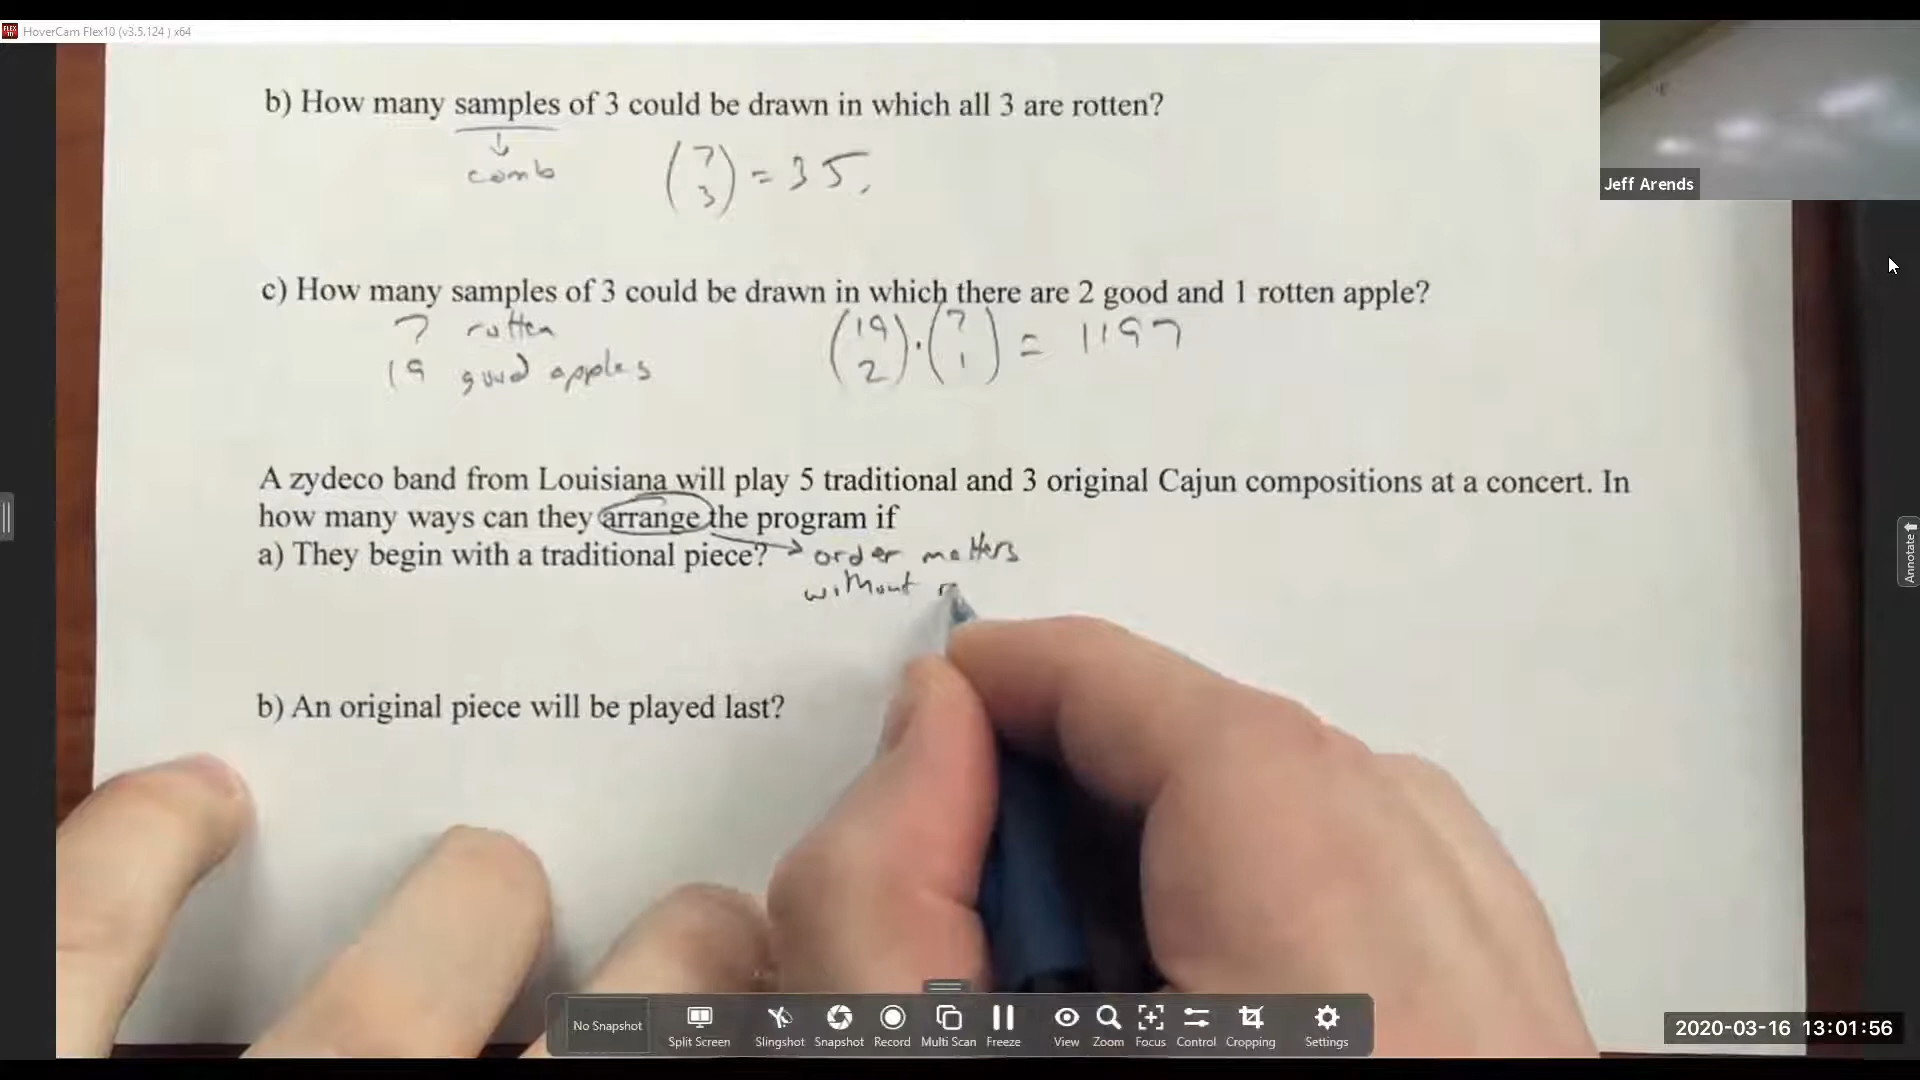 HoverCam Flex10 (v3.5.124 ) x64
b) How many samples of 3 could be drawn in which all 3 are rotten?
↓
comb
(7 3) = 35.
Jeff Arends
c) How many samples of 3 could be drawn in which there are 2 good and 1 rotten apple?
7 rotten
19 good apples
(19 2) · (7 1) = 1197
A zydeco band from Louisiana will play 5 traditional and 3 original Cajun compositions at a concert. In
how many ways can they arrange the program if
a) They begin with a traditional piece? → order matters
without r
b) An original piece will be played last?
Annotate
No Snapshot
Split Screen
Slingshot
Snapshot
Record
Multi Scan
Freeze
View
Zoom
Focus
Control
Cropping
Settings
2020-03-16 13:01:56